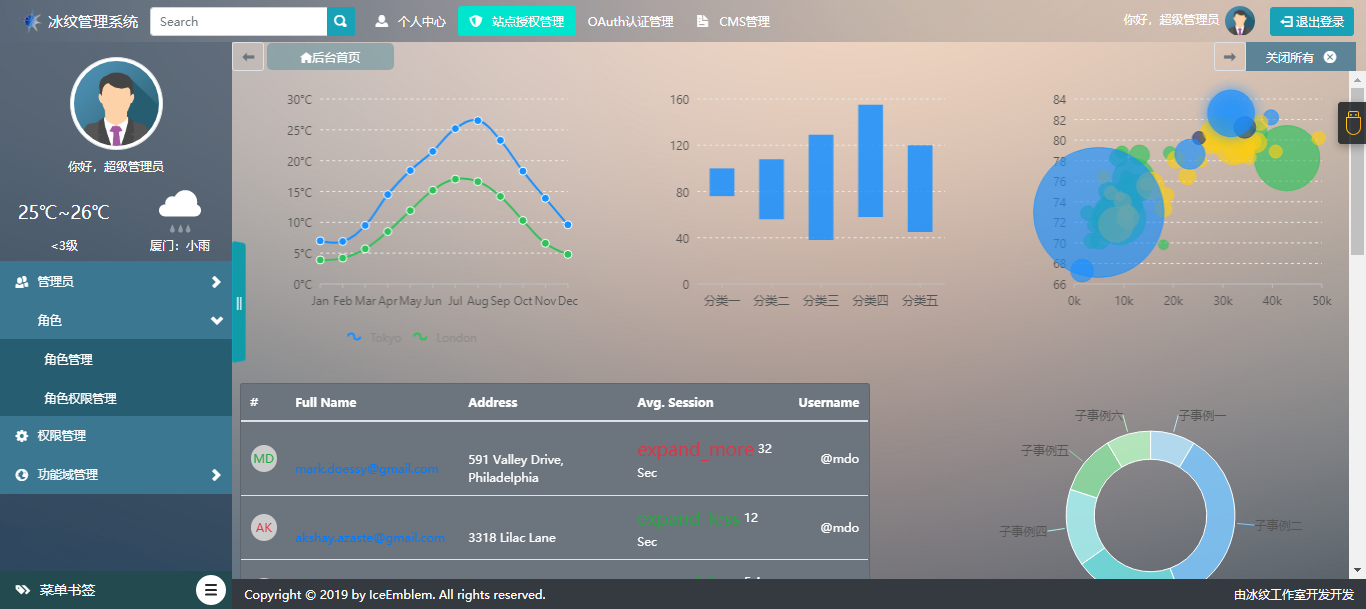 冰纹管理系统 Search 个人中心 站点授权管理 OAuth认证管理 CMS管理 你好，超级管理员 退出登录
后台首页 关闭所有
你好，超级管理员
25℃~26℃
<3级 厦门：小雨
管理员
角色
角色管理
角色权限管理
权限管理
功能域管理
菜单书签
30°C
25°C
20°C
15°C
10°C
5°C
0°C
Jan Feb Mar Apr May Jun Jul Aug Sep Oct Nov Dec
Tokyo London
160
120
80
40
0
分类一 分类二 分类三 分类四 分类五
84
82
80
78
76
74
72
70
68
66
0k 10k 20k 30k 40k 50k
# Full Name Address Avg. Session Username
MD mark.doessy@gmail.com 591 Valley Drive, Philadelphia expand_more 32 Sec @mdo
AK akshay.azaste@gmail.com 3318 Lilac Lane expand_less 12 Sec @mdo
子事例六 子事例一
子事例五
子事例四 子事例二
Copyright © 2019 by IceEmblem. All rights reserved. 由冰纹工作室开发开发